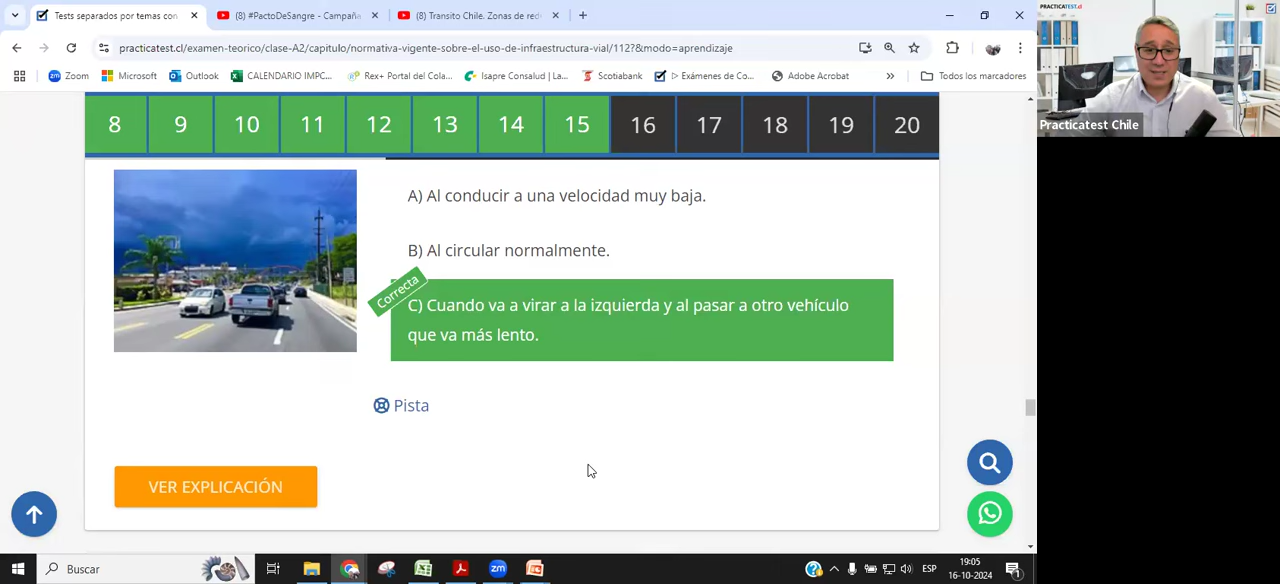 Tests separados por temas con
(8) #PactoDeSangre - Campaña
(8) Transito Chile. Zonas de red
practicatest.cl/examen-teorico/clase-A2/capitulo/normativa-vigente-sobre-el-uso-de-infraestructura-vial/112?&modo=aprendizaje
Zoom
Microsoft
Outlook
CALENDARIO IMPC...
Rex+ Portal del Cola...
Isapre Consalud | La...
Scotiabank
▷ Exámenes de Co...
Adobe Acrobat
»
Todos los marcadores
PRACTICATEST.cl
Practicatest Chile
8 9 10 11 12 13 14 15 16 17 18 19 20
A) Al conducir a una velocidad muy baja.
B) Al circular normalmente.
Correcta
C) Cuando va a virar a la izquierda y al pasar a otro vehículo
que va más lento.
Pista
VER EXPLICACIÓN
Buscar
ESP
19:05
16-10-2024
1